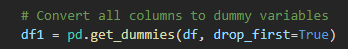 # Convert all columns to dummy variables
df1 = pd.get_dummies(df, drop_first=True)